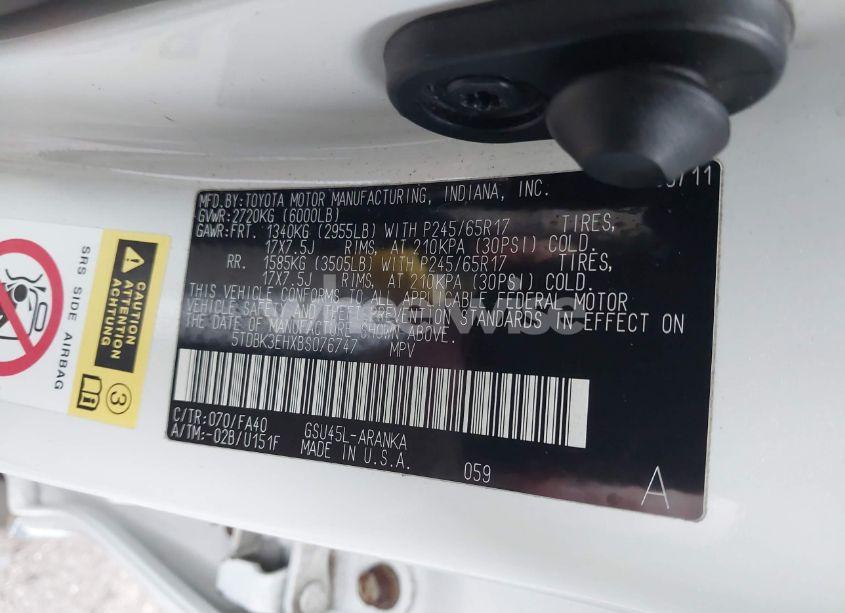 /11
MFD.BY:TOYOTA MOTOR MANUFACTURING, INDIANA, INC.
GVWR:2720KG (6000LB)
GAWR:FRT. 1340KG (2955LB) WITH P245/65R17 TIRES,
17X7.5J RIMS, AT 210KPA (30PSI) COLD.
RR. 1585KG (3505LB) WITH P245/65R17 TIRES,
17X7.5J RIMS, AT 210KPA (30PSI) COLD.
THIS VEHICLE CONFORMS TO ALL APPLICABLE FEDERAL MOTOR
VEHICLE SAFETY AND THEFT PREVENTION STANDARDS IN EFFECT ON
THE DATE OF MANUFACTURE SHOWN ABOVE.
5TDBK3EHXBS076747 MPV
C/TR:070/FA40 GSU45L-ARANKA
A/TM:-02B/U151F MADE IN U.S.A. 059
A
SRS SIDE AIRBAG
CAUTION
ATTENTION
ACHTUNG
i
3
wheelwise